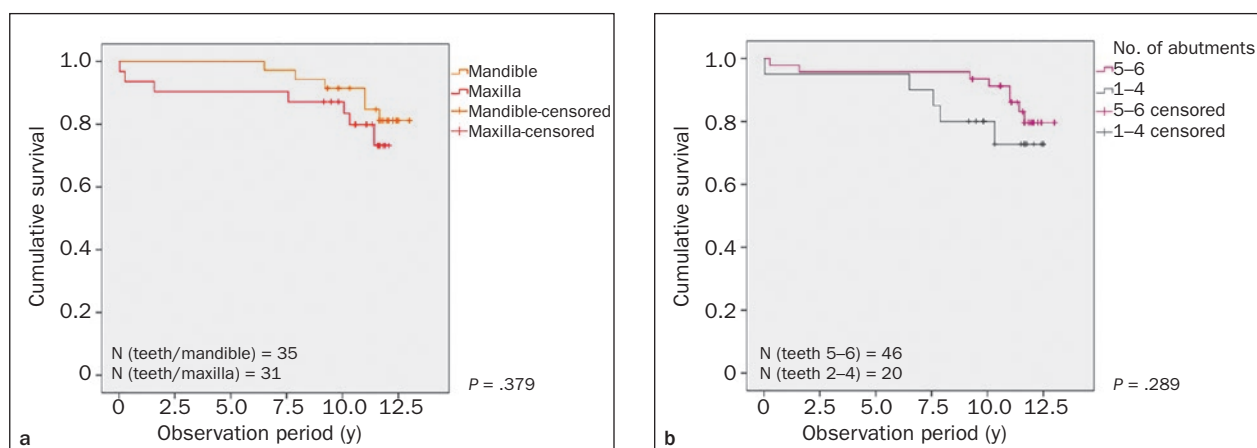 1.0
0.8
0.6
0.4
0.2
0
Cumulative survival
Mandible
Maxilla
Mandible-censored
Maxilla-censored
N (teeth/mandible) = 35
N (teeth/maxilla) = 31
P = .379
0 2.5 5.0 7.5 10.0 12.5
Observation period (y)
a
1.0
0.8
0.6
0.4
0.2
0
Cumulative survival
No. of abutments
5–6
1–4
5–6 censored
1–4 censored
N (teeth 5–6) = 46
N (teeth 2–4) = 20
P = .289
0 2.5 5.0 7.5 10.0 12.5
Observation period (y)
b